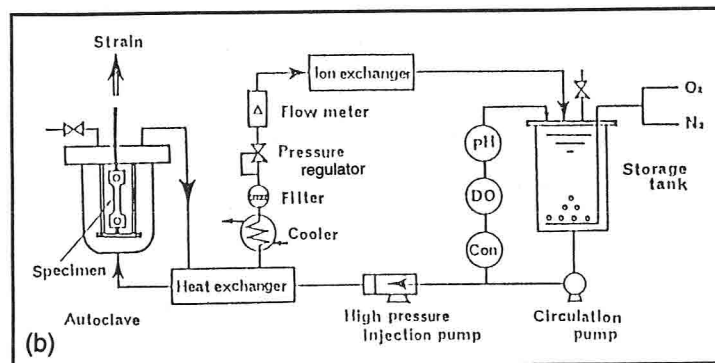 Strain
Ion exchanger
O₂
N₂
Flow meter
pH
Storage
tank
Pressure
regulator
DO
Filter
Con
Cooler
Specimen
Heat exchanger
Autoclave
High pressure
Injection pump
Circulation
pump
(b)